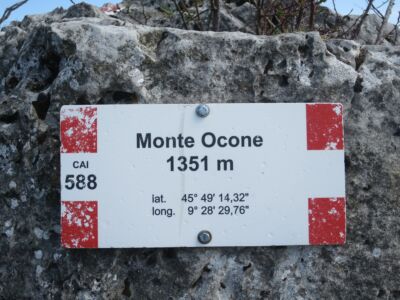 Monte Ocone
1351 m
CAI
588
lat. 45° 49' 14,32"
long. 9° 28' 29,76"